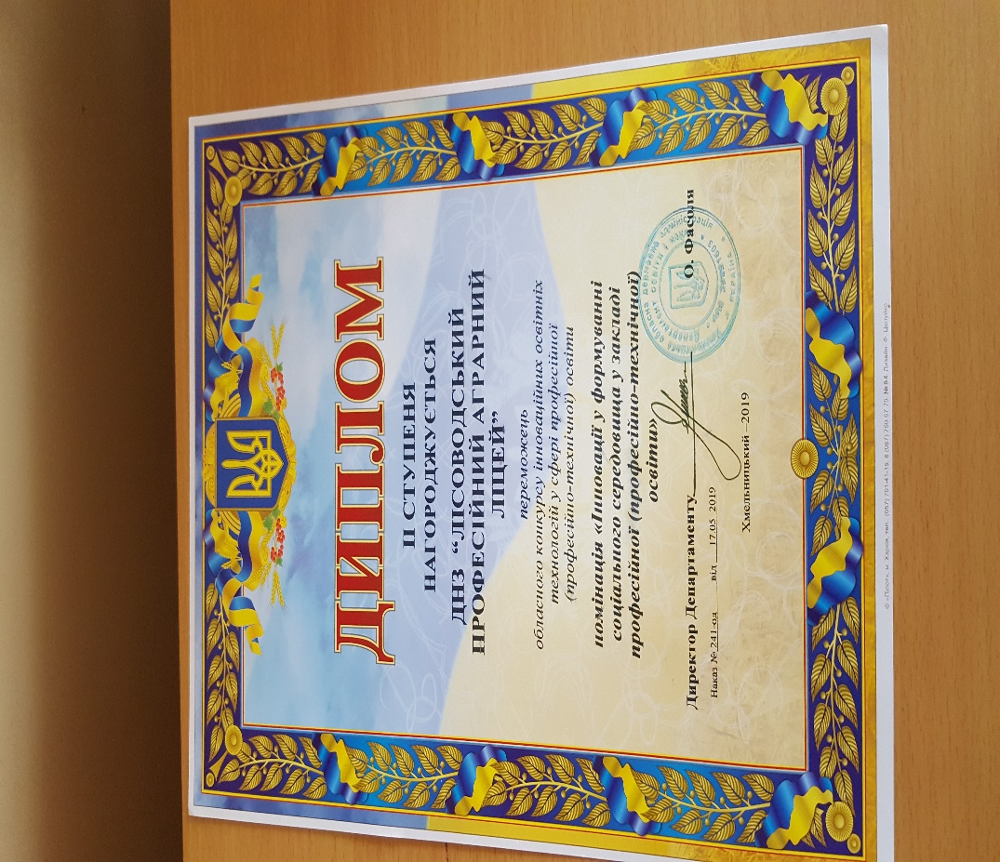 ДИПЛОМ
ІІ СТУПЕНЯ
НАГОРОДЖУЄТЬСЯ
ДНЗ “ЛІСОВОДСЬКИЙ
ПРОФЕСІЙНИЙ АГРАРНИЙ
ЛІЦЕЙ”
переможець
обласного конкурсу інноваційних освітніх
технологій у сфері професійної
(професійно-технічної) освіти
номінація «Інновації у формуванні
соціального середовища у закладі
професійної (професійно-технічної)
освіти»
Директор Департаменту О. Фасоля
Наказ № 241-од від 17.05 2019
Хмельницький – 2019